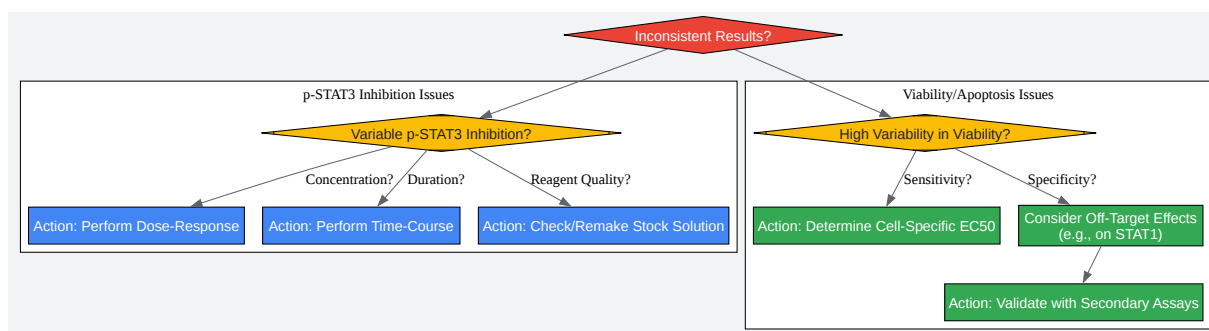 Inconsistent Results?
p-STAT3 Inhibition Issues
Viability/Apoptosis Issues
Variable p-STAT3 Inhibition?
High Variability in Viability?
Concentration?
Duration?
Reagent Quality?
Sensitivity?
Specificity?
Action: Perform Dose-Response
Action: Perform Time-Course
Action: Check/Remake Stock Solution
Action: Determine Cell-Specific EC50
Consider Off-Target Effects
(e.g., on STAT1)
Action: Validate with Secondary Assays